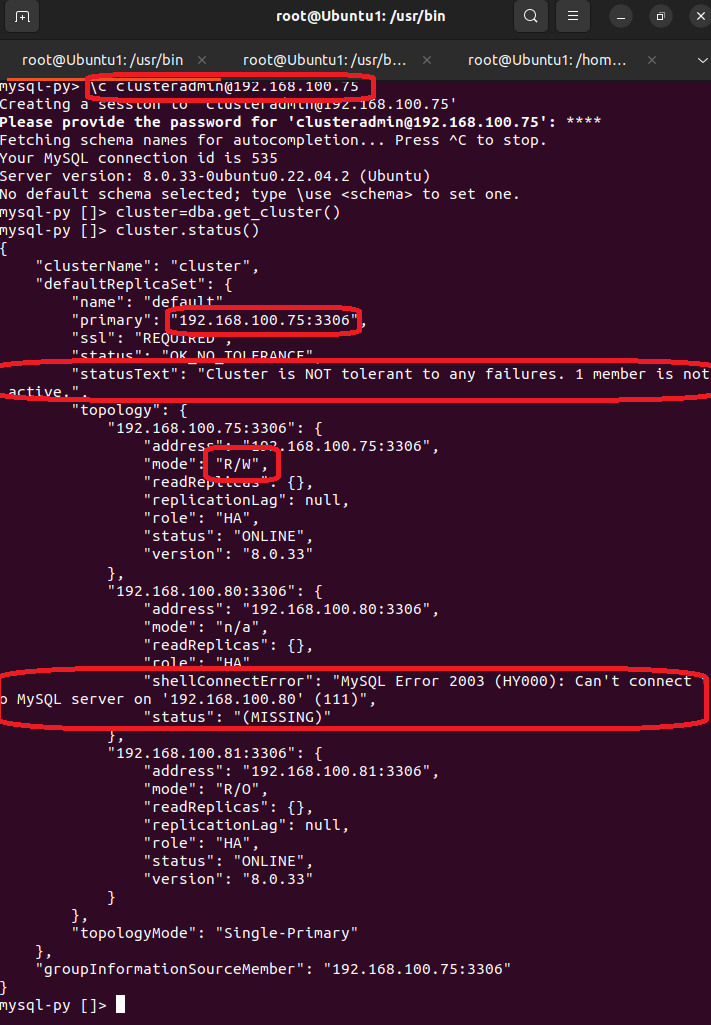 root@Ubuntu1: /usr/bin
root@Ubuntu1: /usr/bin × root@Ubuntu1: /usr/b... × root@Ubuntu1: /hom... ×
mysql-py> \c clusteradmin@192.168.100.75
Creating a session to 'clusteradmin@192.168.100.75'
Please provide the password for 'clusteradmin@192.168.100.75': ****
Fetching schema names for autocompletion... Press ^C to stop.
Your MySQL connection id is 535
Server version: 8.0.33-0ubuntu0.22.04.2 (Ubuntu)
No default schema selected; type \use <schema> to set one.
mysql-py []> cluster=dba.get_cluster()
mysql-py []> cluster.status()
{
    "clusterName": "cluster",
    "defaultReplicaSet": {
        "name": "default"
        "primary": "192.168.100.75:3306",
        "ssl": "REQUIRED",
        "status": "OK_NO_TOLERANCE",
        "statusText": "Cluster is NOT tolerant to any failures. 1 member is not
 active.",
        "topology": {
            "192.168.100.75:3306": {
                "address": "192.168.100.75:3306",
                "mode": "R/W",
                "readReplicas": {},
                "replicationLag": null,
                "role": "HA",
                "status": "ONLINE",
                "version": "8.0.33"
            },
            "192.168.100.80:3306": {
                "address": "192.168.100.80:3306",
                "mode": "n/a",
                "readReplicas": {},
                "role": "HA"
                "shellConnectError": "MySQL Error 2003 (HY000): Can't connect t
o MySQL server on '192.168.100.80' (111)",
                "status": "(MISSING)"
            },
            "192.168.100.81:3306": {
                "address": "192.168.100.81:3306",
                "mode": "R/O",
                "readReplicas": {},
                "replicationLag": null,
                "role": "HA",
                "status": "ONLINE",
                "version": "8.0.33"
            }
        },
        "topologyMode": "Single-Primary"
    },
    "groupInformationSourceMember": "192.168.100.75:3306"
}
mysql-py []>